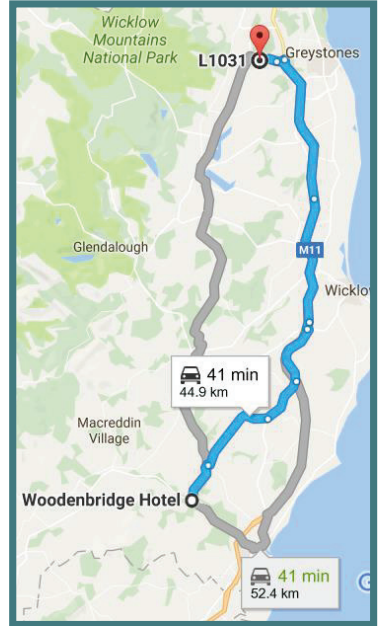 Wicklow
Mountains
National Park
L1031
Greystones
Glendalough
M11
Wicklo
41 min
44.9 km
Macreddin
Village
Woodenbridge Hotel
41 min
52.4 km